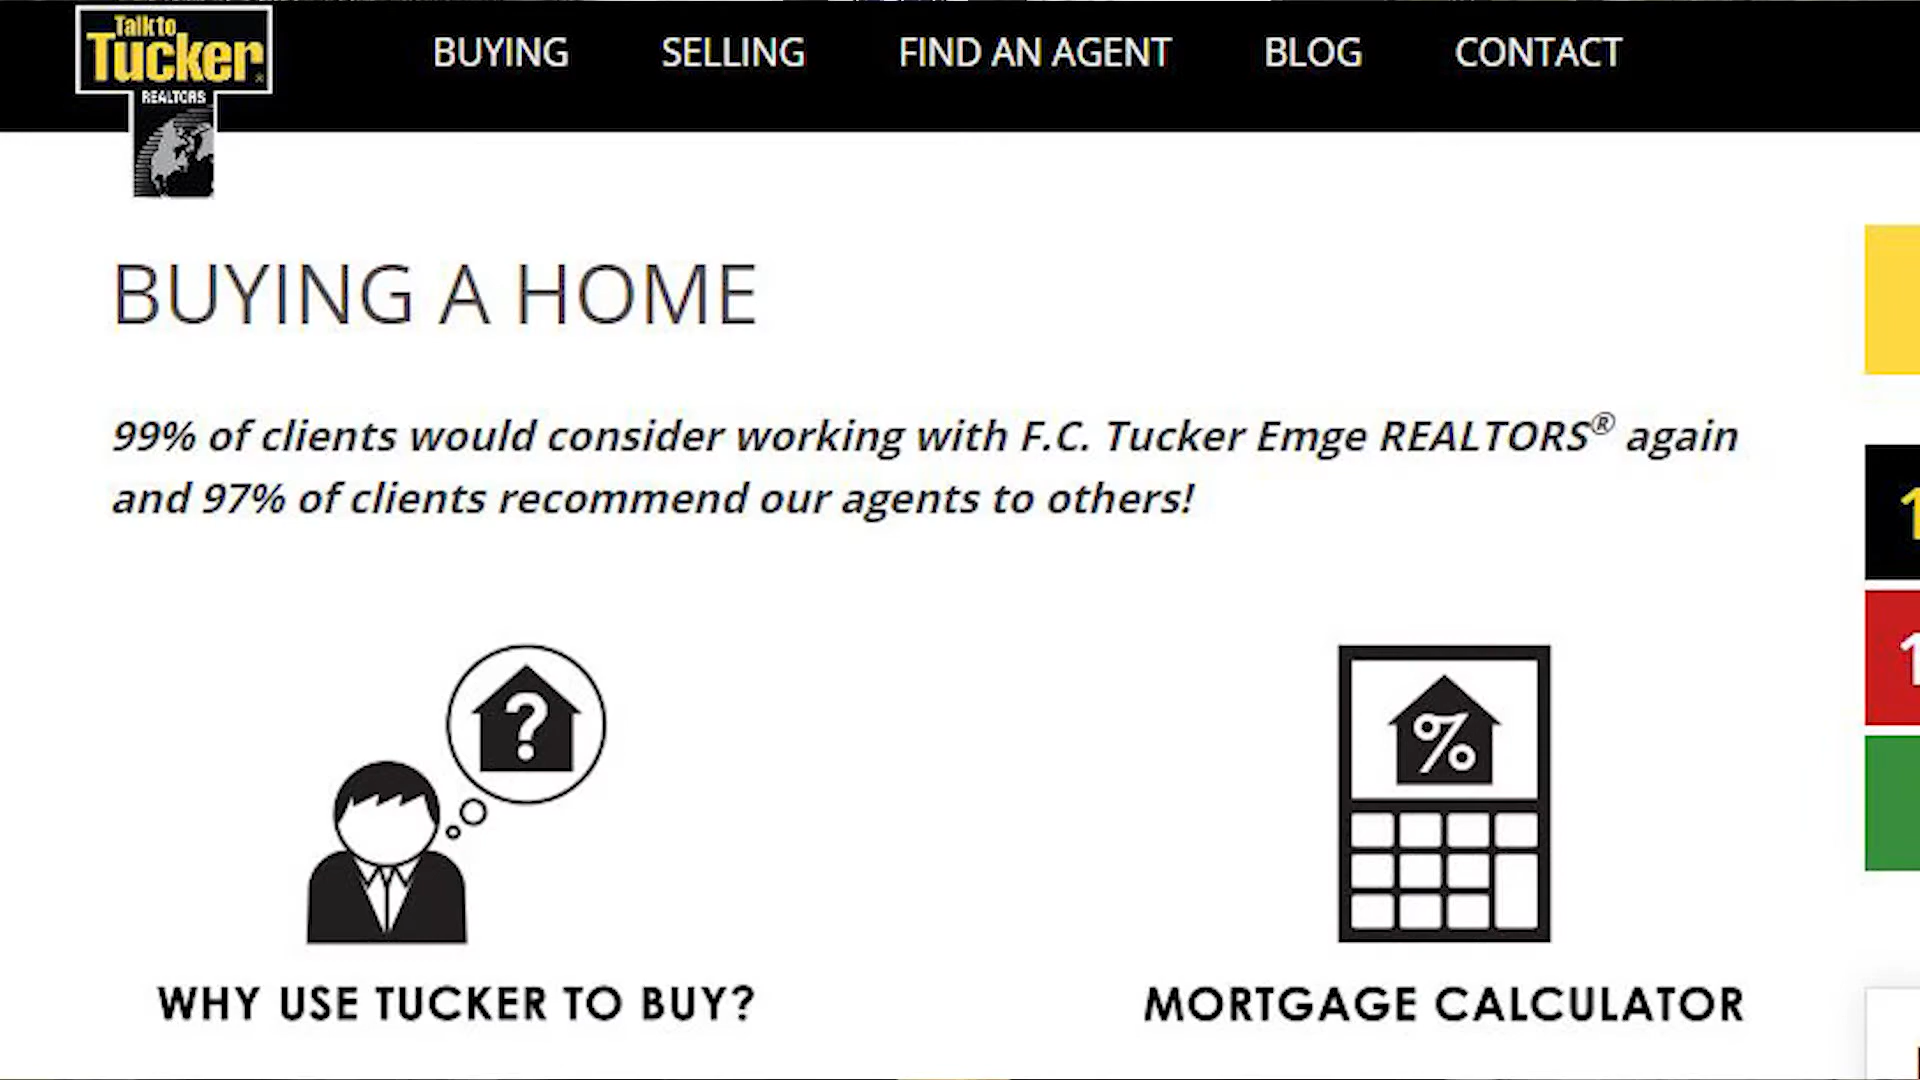 Talk to
Tucker
REALTORS
BUYING SELLING FIND AN AGENT BLOG CONTACT
BUYING A HOME
99% of clients would consider working with F.C. Tucker Emge REALTORS® again
and 97% of clients recommend our agents to others!
?
%
WHY USE TUCKER TO BUY?
MORTGAGE CALCULATOR